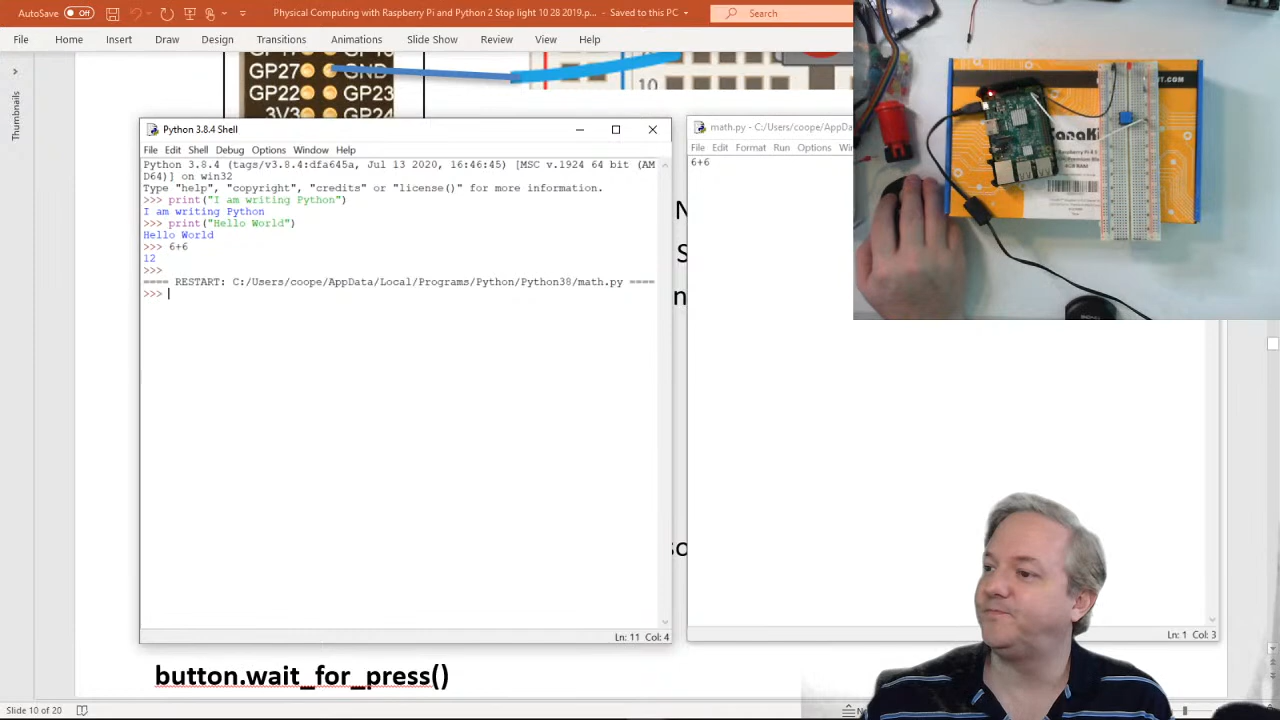 AutoSave Off Physical Computing with Raspberry Pi and Python 2 Stop light 10 28 2019.p... - Saved to this PC Search
File Home Insert Draw Design Transitions Animations Slide Show Review View Help
Thumbnails
GP27 GND
GP22 GP23
3V3 GP24
10
Python 3.8.4 Shell
File Edit Shell Debug Options Window Help
Python 3.8.4 (tags/v3.8.4:dfa645a, Jul 13 2020, 16:46:45) [MSC v.1924 64 bit (AM
D64)] on win32
Type "help", "copyright", "credits" or "license()" for more information.
>>> print("I am writing Python")
I am writing Python
>>> print("Hello World")
Hello World
>>> 6+6
12
>>>
==== RESTART: C:/Users/coope/AppData/Local/Programs/Python/Python38/math.py ====
>>>
Ln: 11 Col: 4
math.py - C:/Users/coope/AppDa
File Edit Format Run Options
6+6
Ln: 1 Col: 3
button.wait_for_press()
Slide 10 of 20